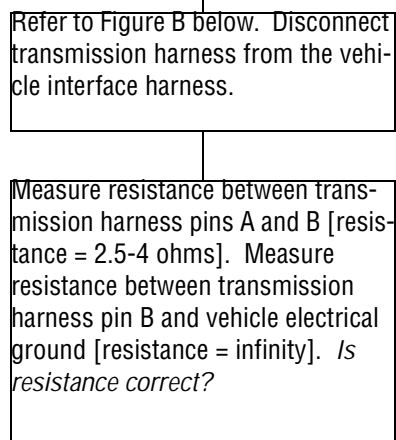 Refer to Figure B below.  Disconnect
transmission harness from the vehi-
cle interface harness.
Measure resistance between trans-
mission harness pins A and B [resis-
tance = 2.5-4 ohms].  Measure
resistance between transmission
harness pin B and vehicle electrical
ground [resistance = infinity].  Is
resistance correct?